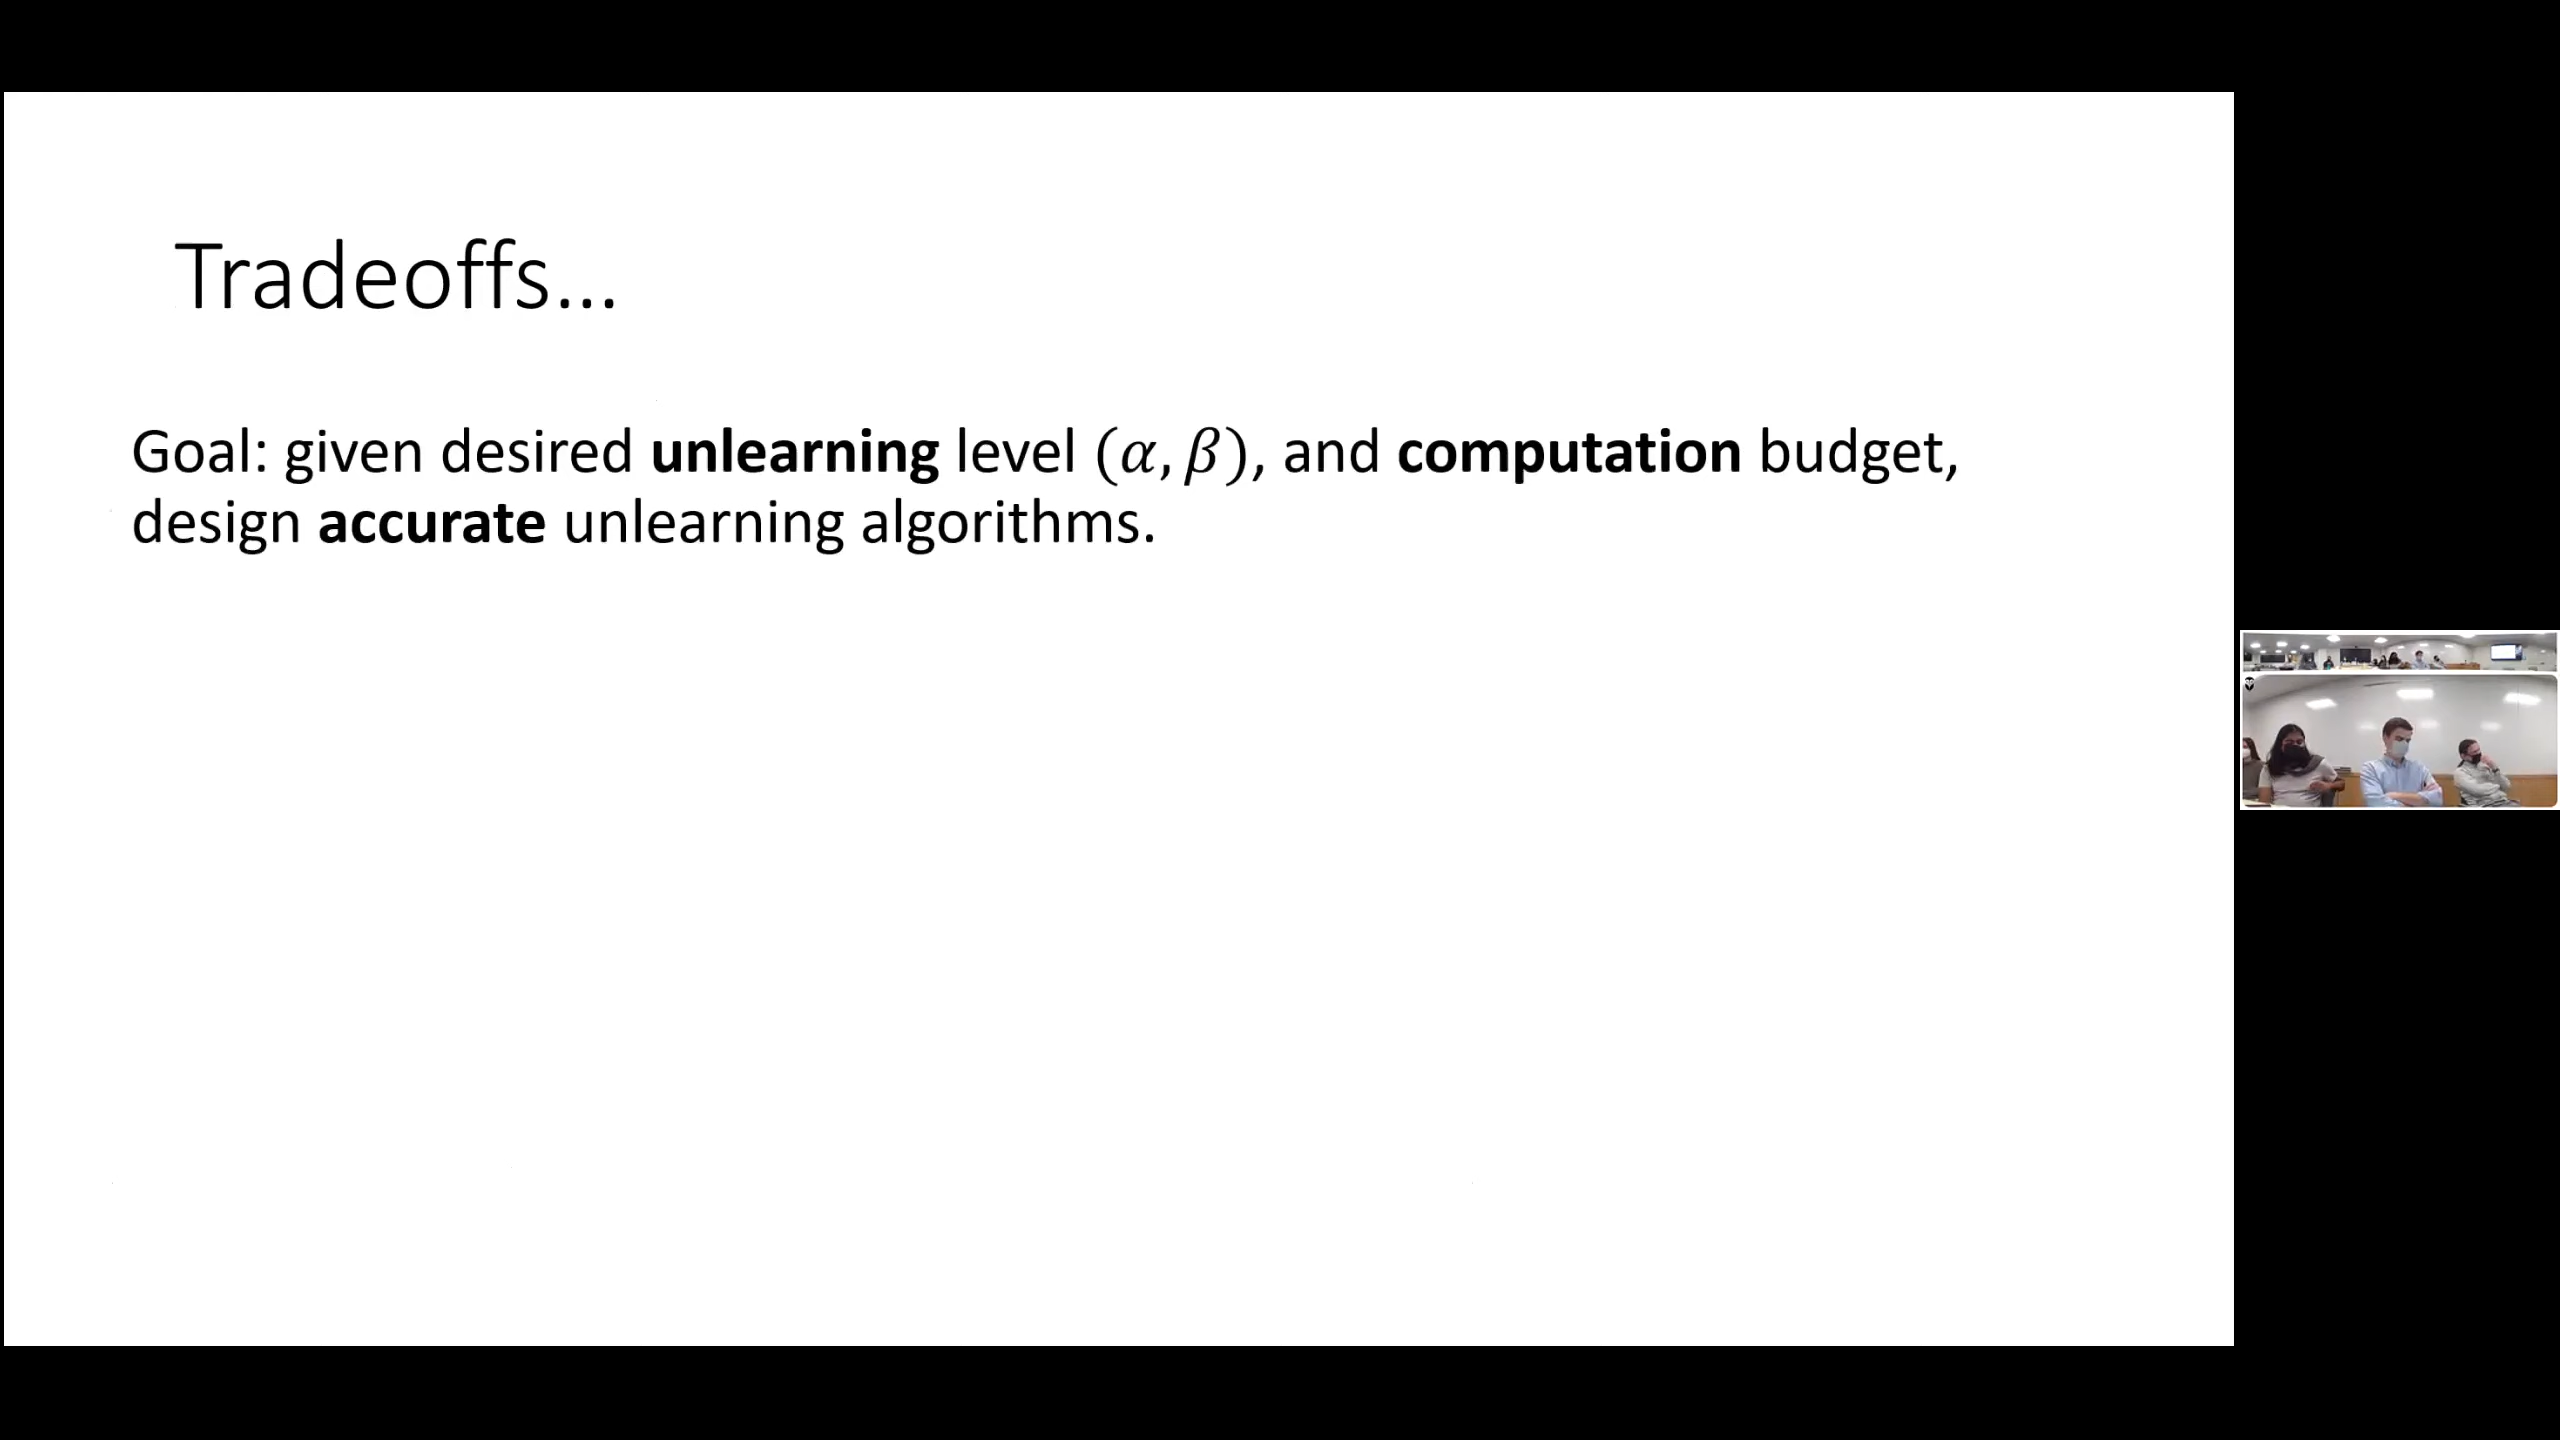 Tradeoffs...
Goal: given desired unlearning level (𝛼, 𝛽), and computation budget,
design accurate unlearning algorithms.